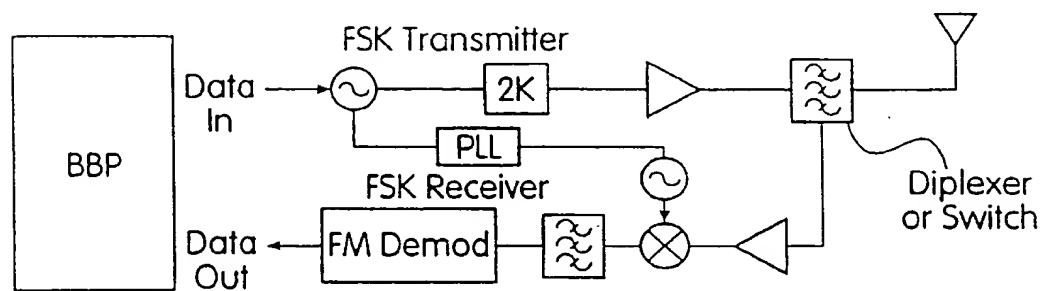 FSK Transmitter
Data
In
2K
BBP
PLL
FSK Receiver
Diplexer
or Switch
Data
Out
FM Demod